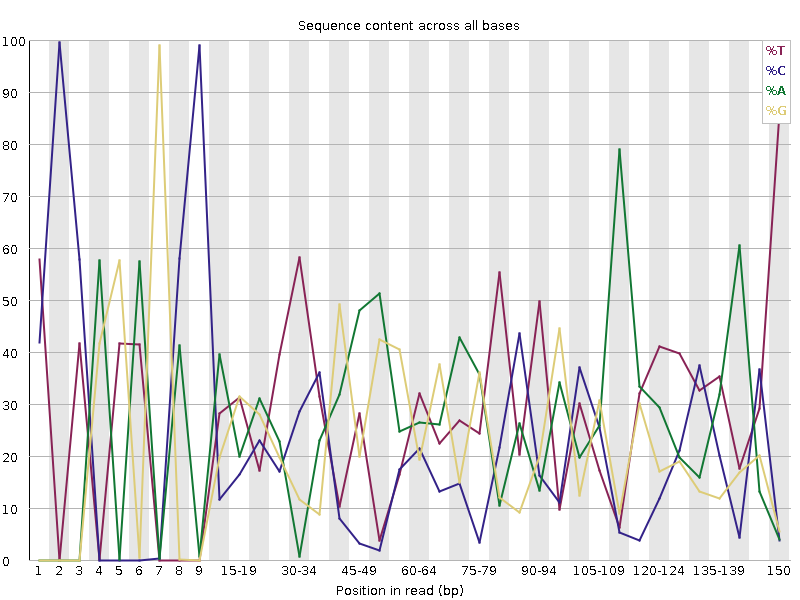 Sequence content across all bases
%T
%C
%A
%G
100
90
80
70
60
50
40
30
20
10
0
1 2 3 4 5 6 7 8 9 15-19 30-34 45-49 60-64 75-79 90-94 105-109 120-124 135-139 150
Position in read (bp)